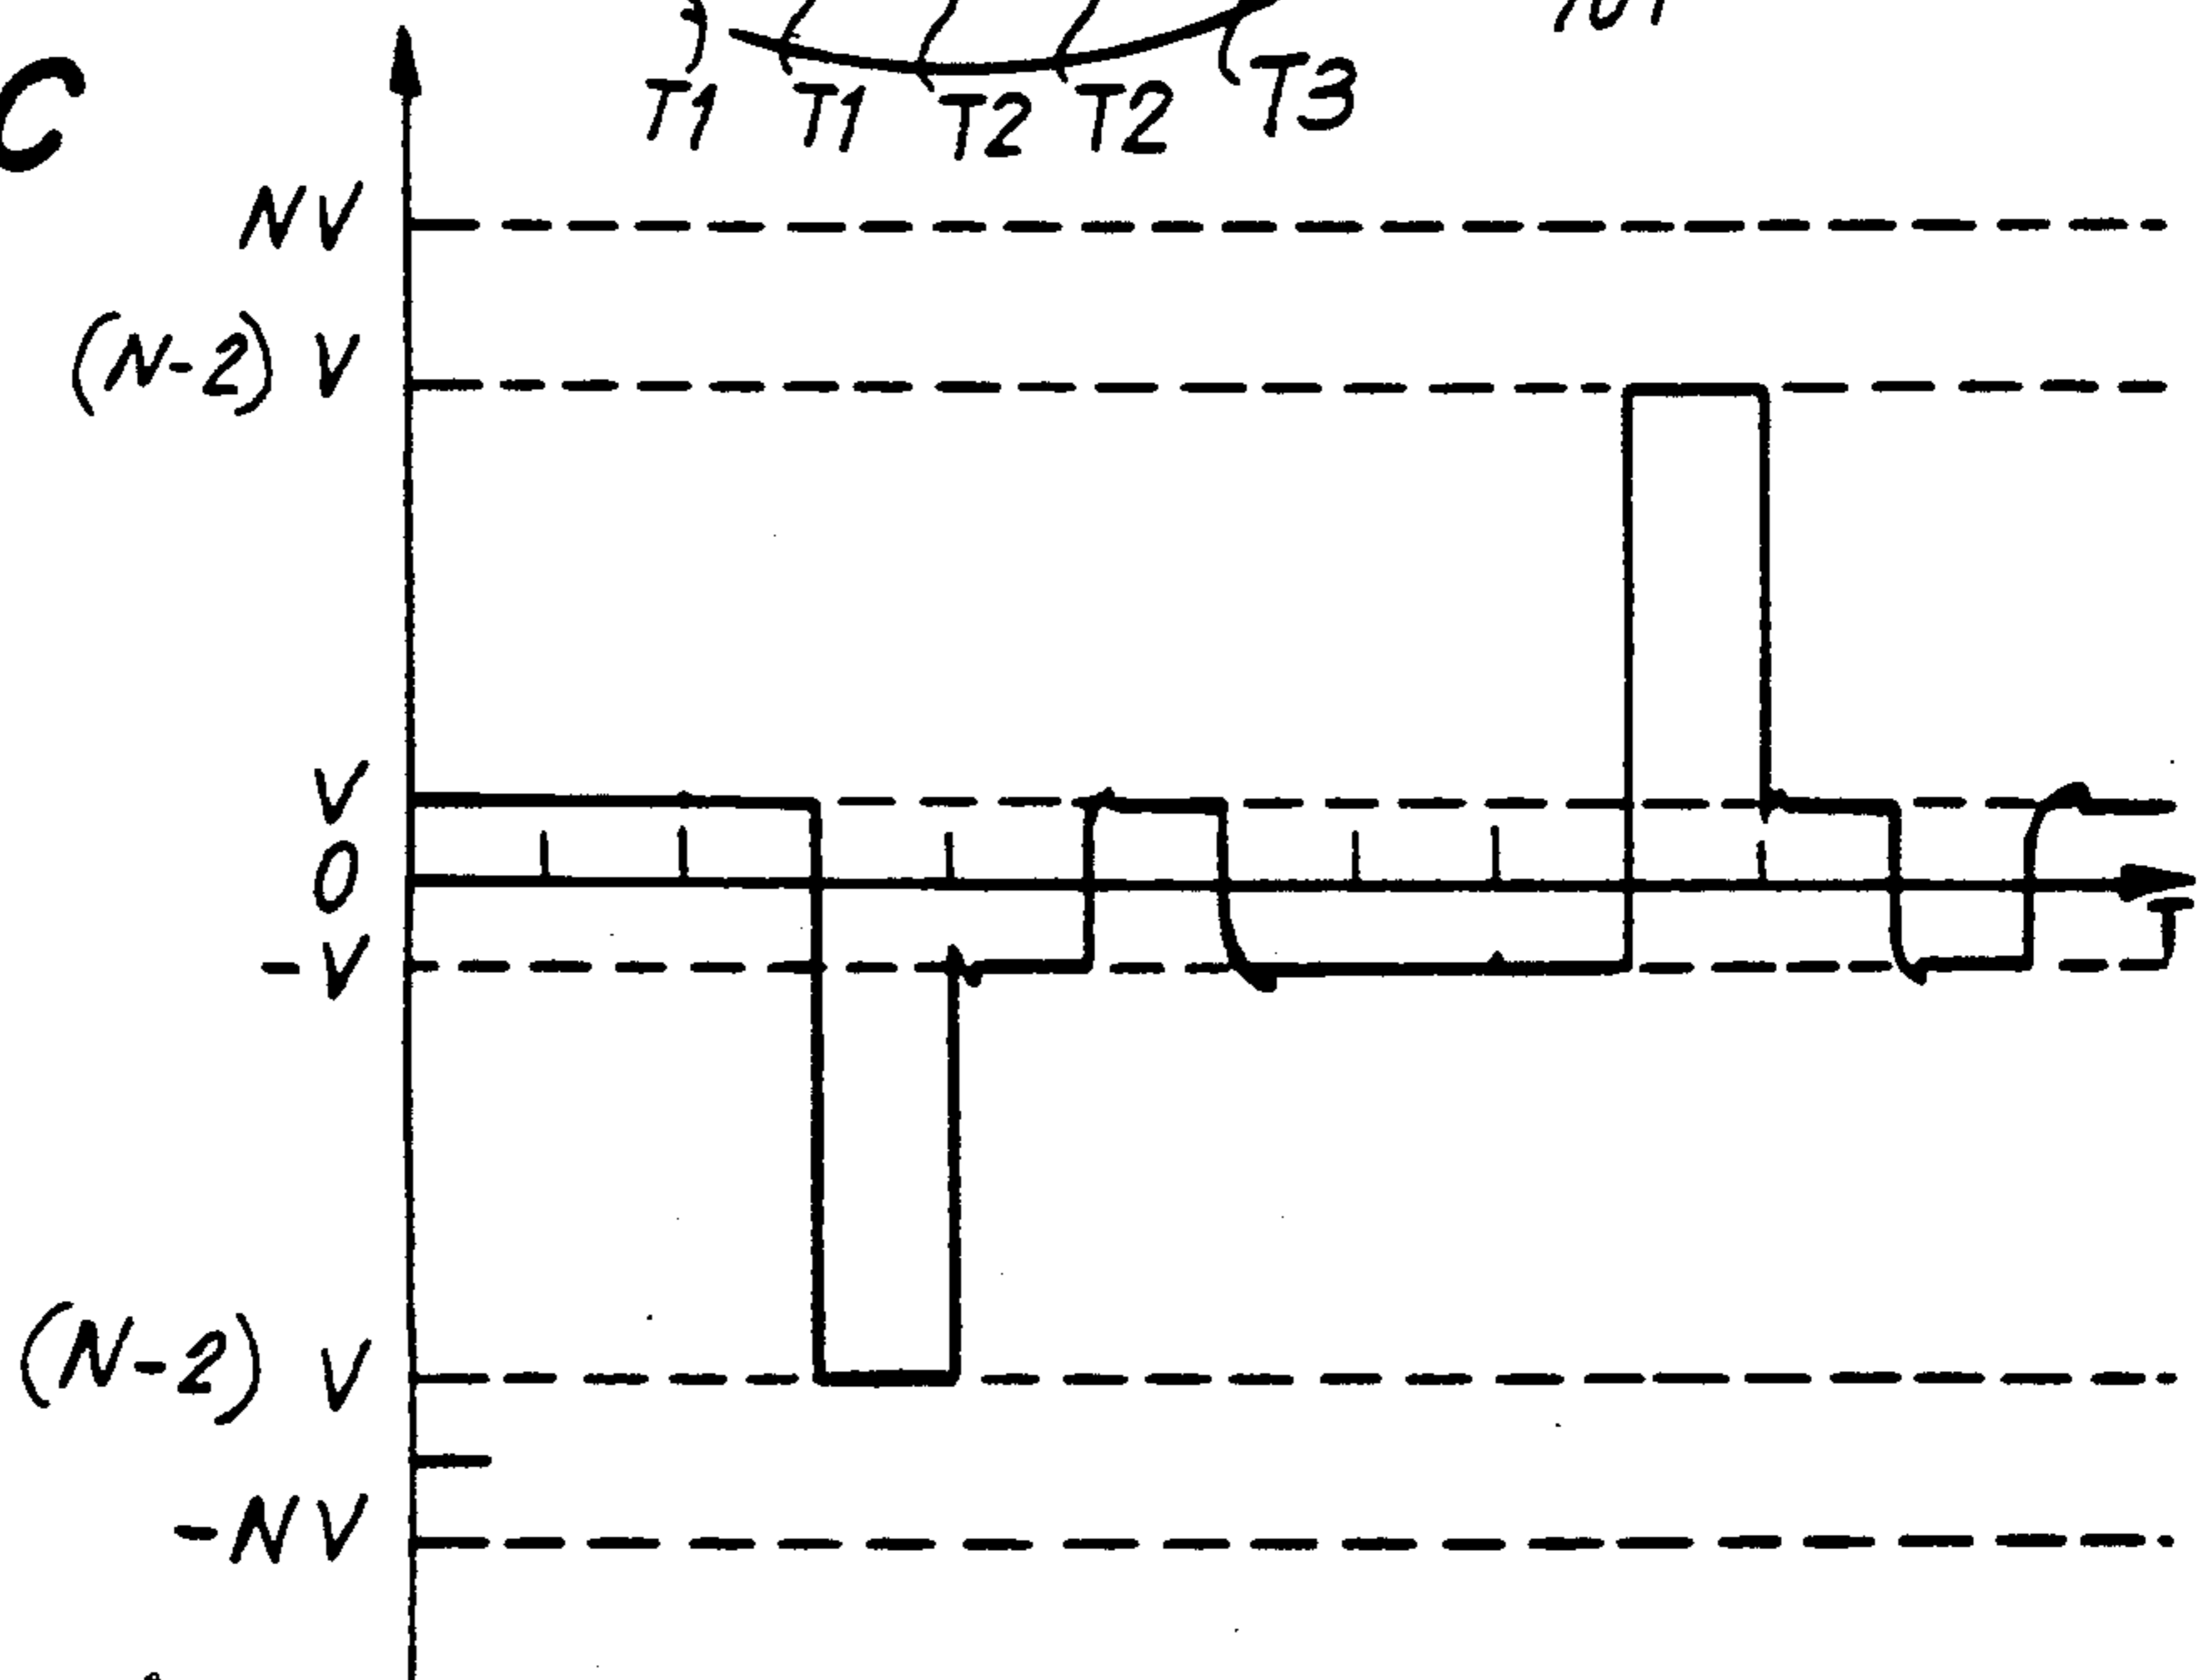 C
T1 T1 T2 T2 T3
NV
(N-2) V
V
0
-V
T
(N-2) V
-NV